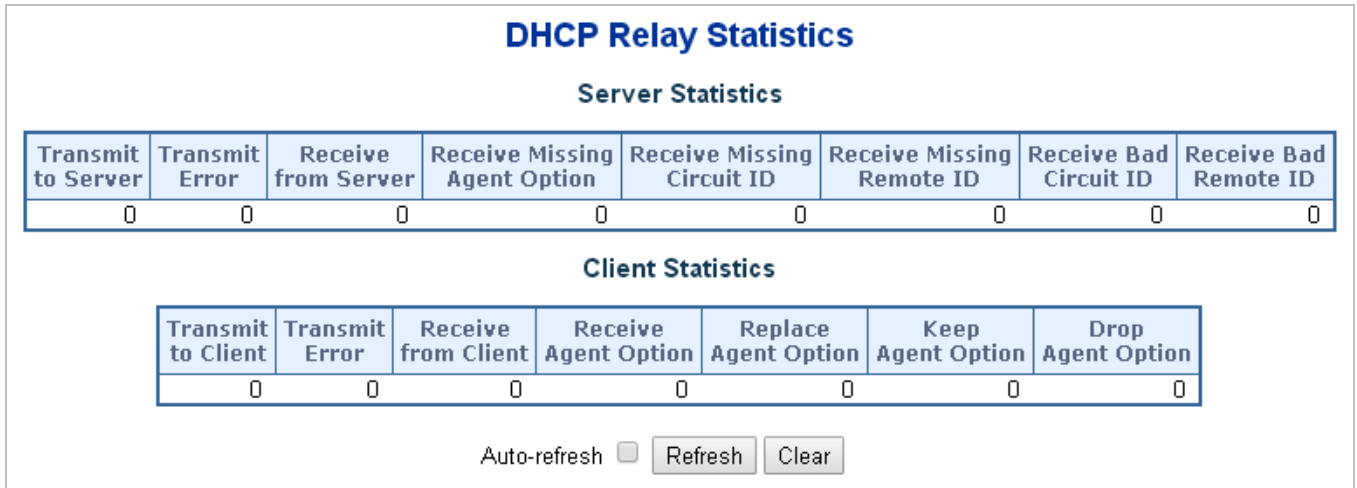 DHCP Relay Statistics
Server Statistics
Transmit to Server Transmit Error Receive from Server Receive Missing Agent Option Receive Missing Circuit ID Receive Missing Remote ID Receive Bad Circuit ID Receive Bad Remote ID
0 0 0 0 0 0 0 0
Client Statistics
Transmit to Client Transmit Error Receive from Client Receive Agent Option Replace Agent Option Keep Agent Option Drop Agent Option
0 0 0 0 0 0 0
Auto-refresh Refresh Clear